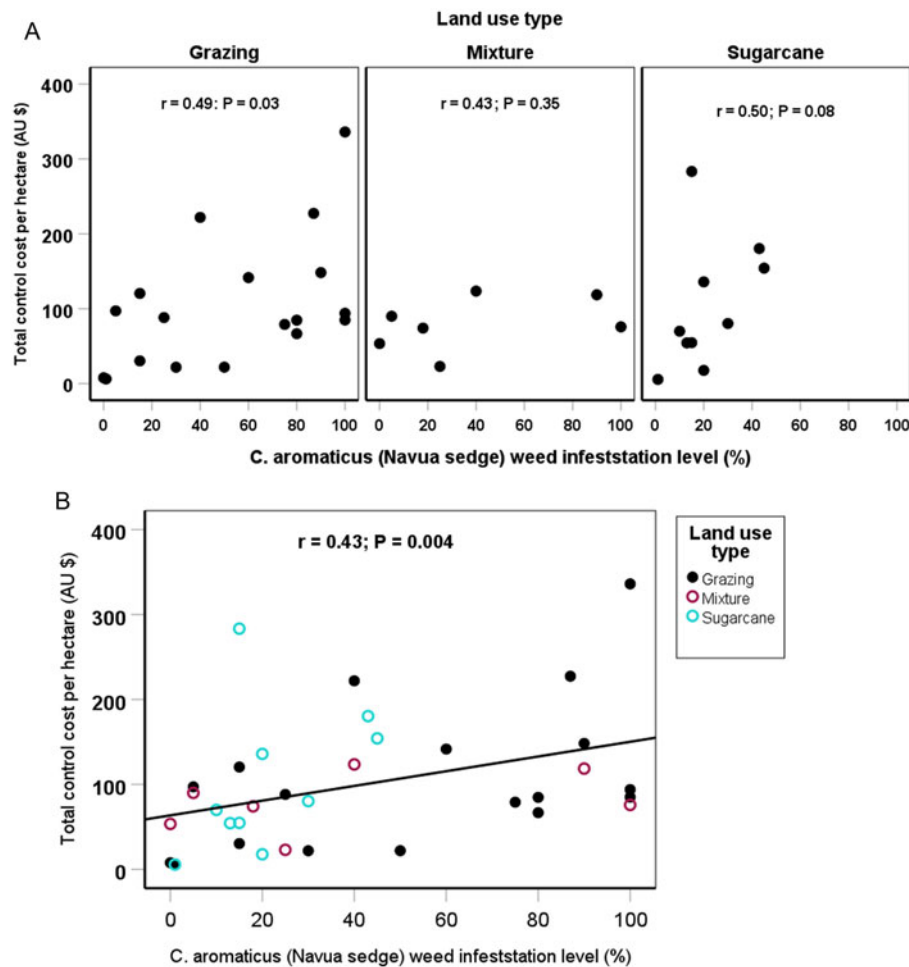 A
Land use type
Grazing Mixture Sugarcane
Total control cost per hectare (AU $)
400
300
200
100
0
r = 0.49: P = 0.03
r = 0.43; P = 0.35
r = 0.50; P = 0.08
0 20 40 60 80 100 0 20 40 60 80 100 0 20 40 60 80 100
C. aromaticus (Navua sedge) weed infeststation level (%)
B
Total control cost per hectare (AU $)
400
300
200
100
0
r = 0.43; P = 0.004
Land use
type
Grazing
Mixture
Sugarcane
0 20 40 60 80 100
C. aromaticus (Navua sedge) weed infeststation level (%)